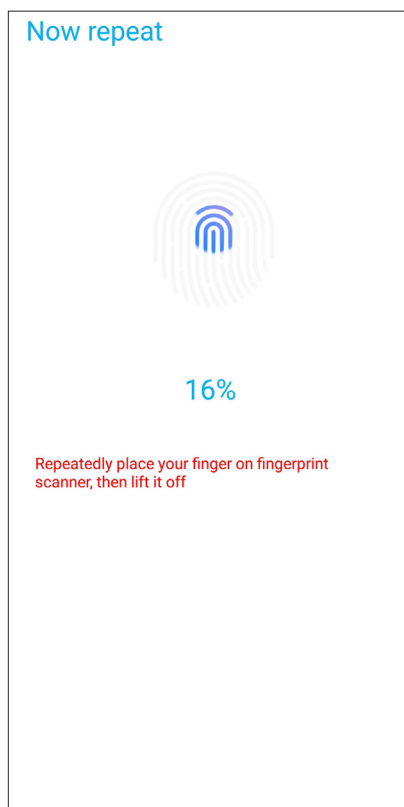 Now repeat
16%
Repeatedly place your finger on fingerprint
scanner, then lift it off